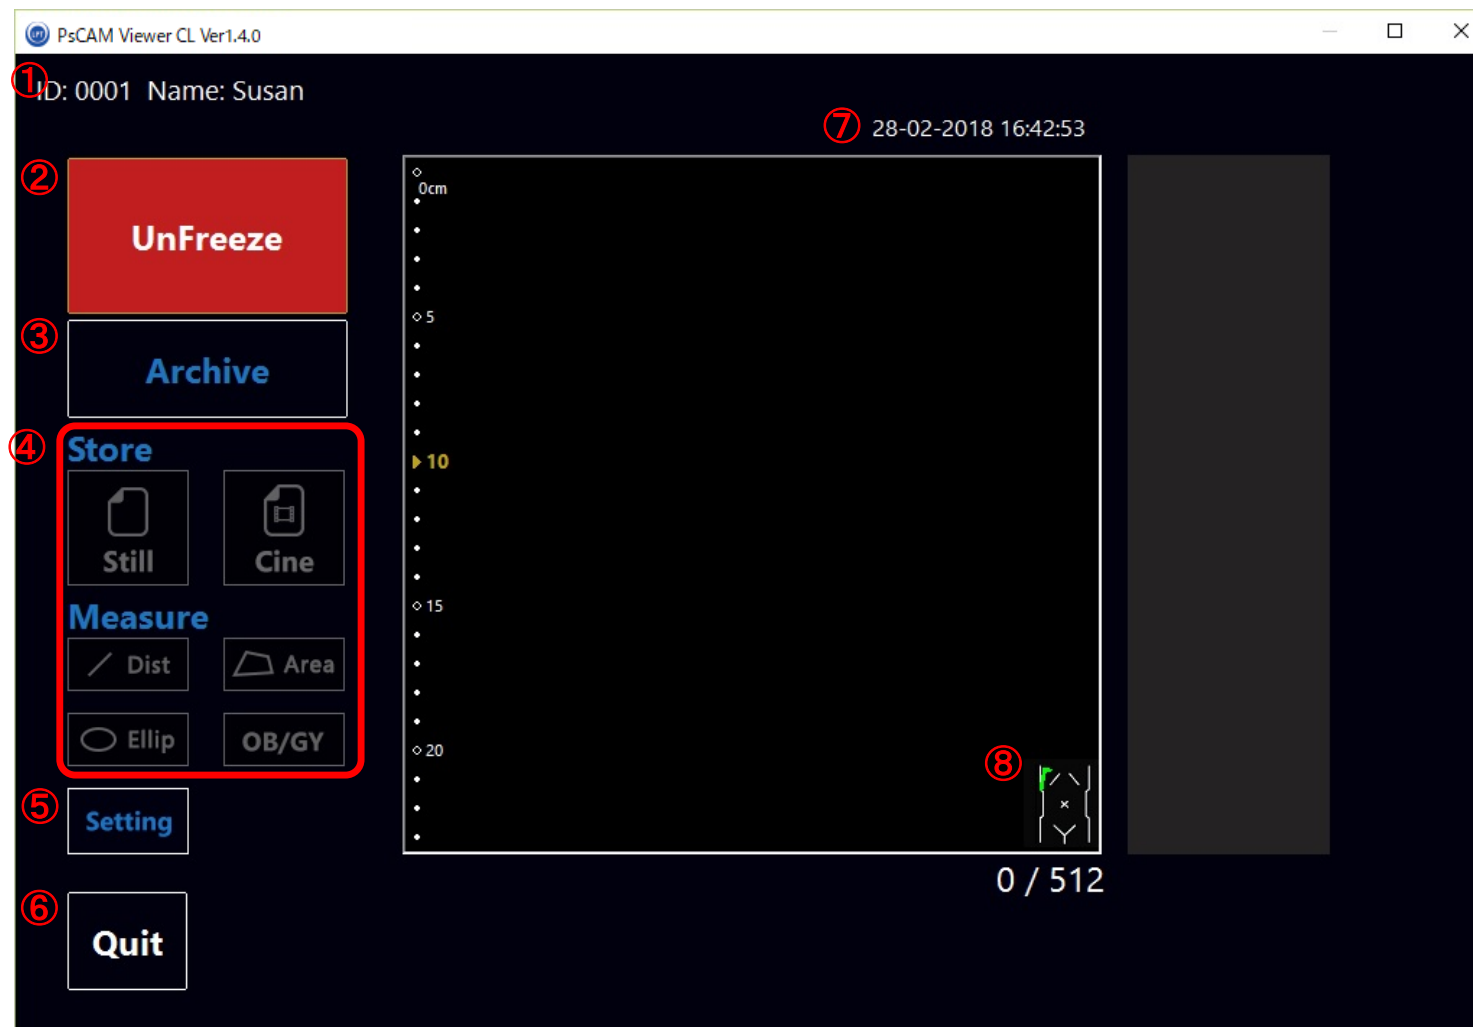 PsCAM Viewer CL Ver1.4.0
① ID: 0001 Name: Susan
⑦ 28-02-2018 16:42:53
② UnFreeze
③ Archive
④ Store
Still Cine
Measure
Dist Area
Ellip OB/GY
⑤ Setting
⑥ Quit
0cm
5
10
15
20
⑧
0 / 512